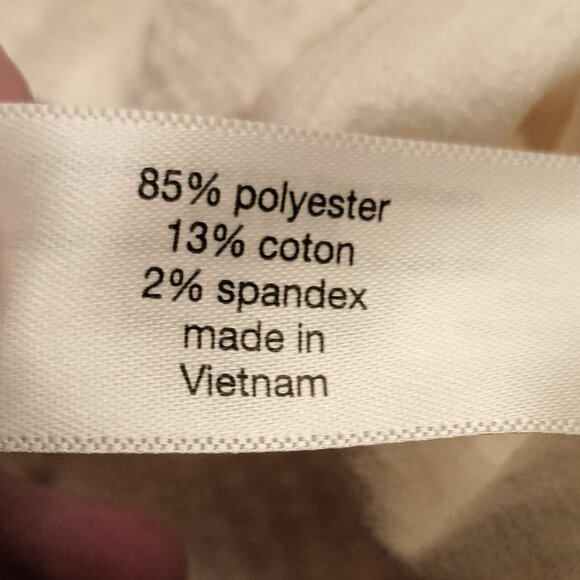 85% polyester
13% coton
2% spandex
made in
Vietnam